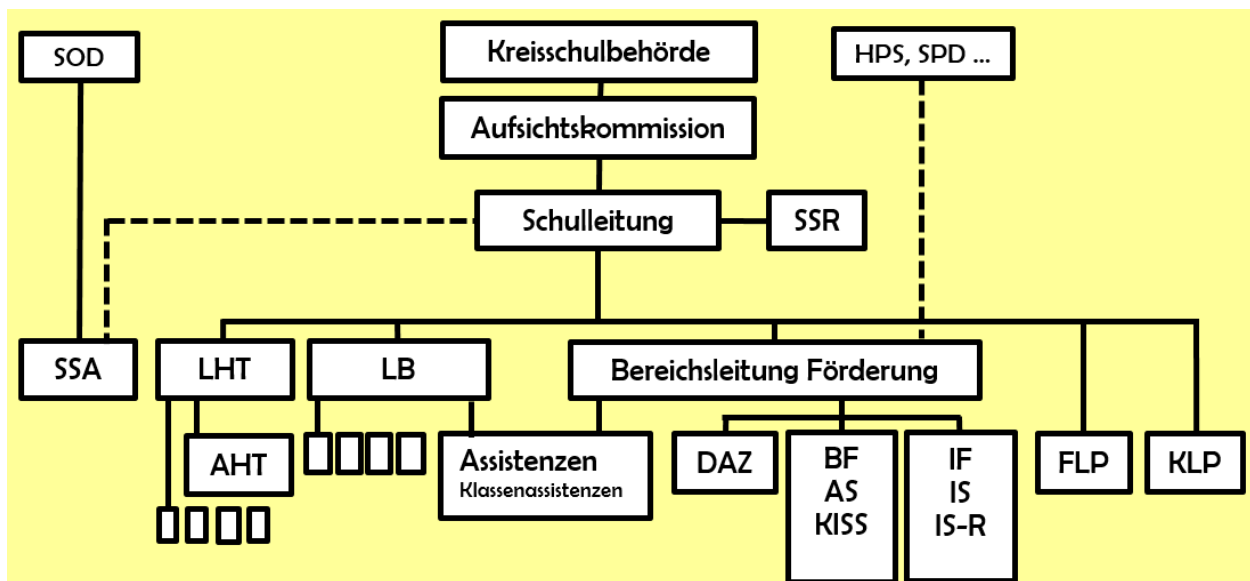 SOD
Kreisschulbehörde
HPS, SPD ...
Aufsichtskommission
Schulleitung
SSR
SSA
LHT
LB
Bereichsleitung Förderung
AHT
Assistenzen
Klassenassistenzen
DAZ
BF
AS
KISS
IF
IS
IS-R
FLP
KLP